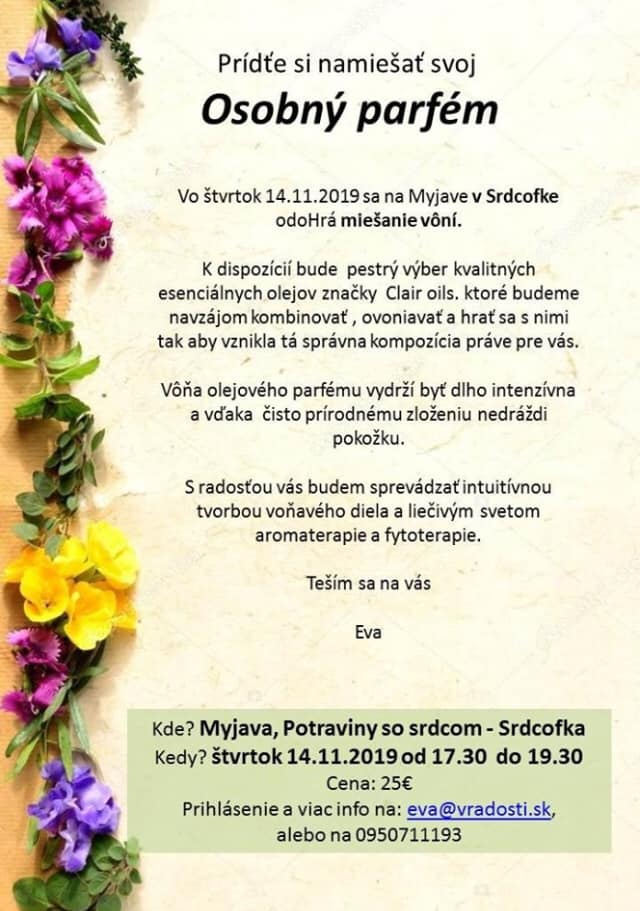 Prídťe si namiešať svoj
Osobný parfém
Vo štvrtok 14.11.2019 sa na Myjave v Srdcofke
odoHrá miešanie vôní.
K dispozícií bude pestrý výber kvalitných
esenciálnych olejov značky Clair oils. ktoré budeme
navzájom kombinovať , ovoniavať a hrať sa s nimi
tak aby vznikla tá správna kompozícia práve pre vás.
Vôňa olejového parfému vydrží byť dlho intenzívna
a vďaka čisto prírodnému zloženiu nedráždi
pokožku.
S radosťou vás budem sprevádzať intuitívnou
tvorbou voňavého diela a liečivým svetom
aromaterapie a fytoterapie.
Teším sa na vás
Eva
Kde? Myjava, Potraviny so srdcom - Srdcofka
Kedy? štvrtok 14.11.2019 od 17.30 do 19.30
Cena: 25€
Prihlásenie a viac info na: eva@vradosti.sk,
alebo na 0950711193